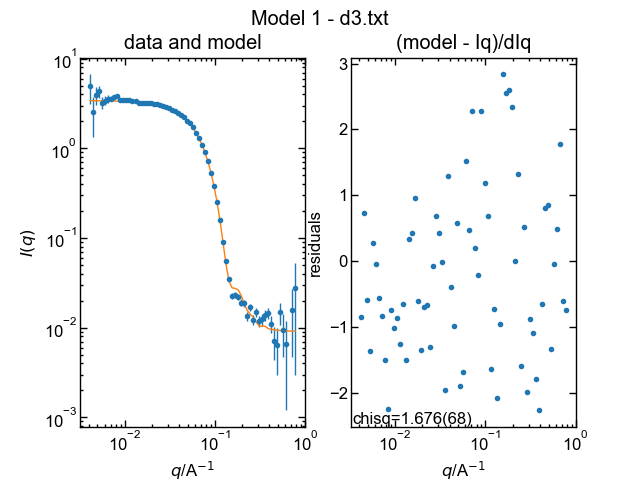 Model 1 - d3.txt
data and model
(model - Iq)/dIq
10¹
10⁰
10⁻¹
10⁻²
10⁻³
I(q)
10⁻²
10⁻¹
10⁰
q/A⁻¹
3
2
1
0
−1
−2
residuals
chisq=1.676(68)
10⁻²
10⁻¹
10⁰
q/A⁻¹